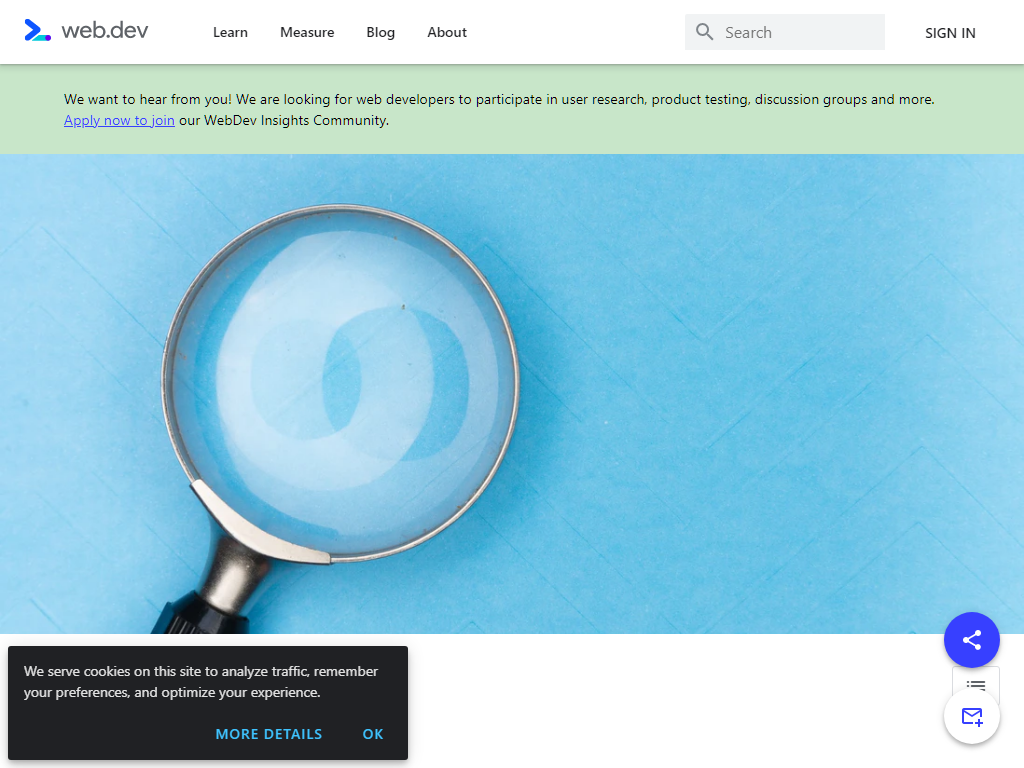 web.dev
Learn
Measure
Blog
About
Search
SIGN IN
We want to hear from you! We are looking for web developers to participate in user research, product testing, discussion groups and more.
Apply now to join our WebDev Insights Community.
We serve cookies on this site to analyze traffic, remember
your preferences, and optimize your experience.
MORE DETAILS
OK